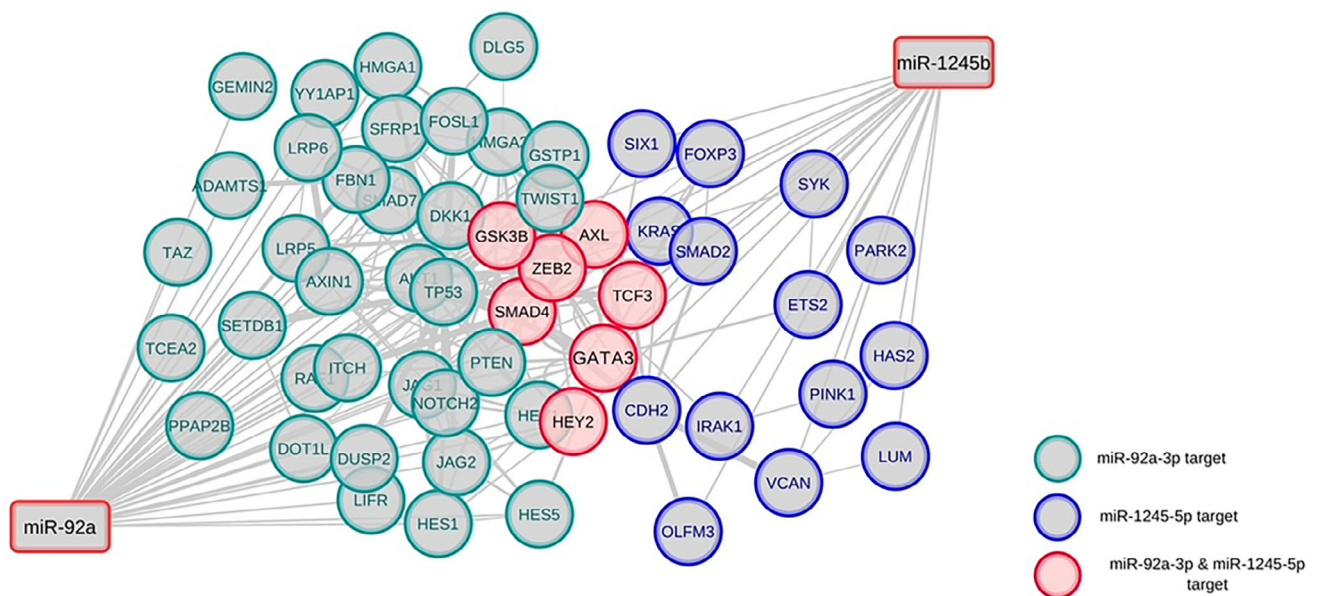 DLG5
miR-1245b
HMGA1
GEMIN2
YY1AP1
SFRP1
FOSL1
LRP6
GSTP1
SIX1
FOXP3
FBN1
ADAMTS1
SYK
TWIST1
DKK1
GSK3B
AXL
KRAS
SMAD2
TAZ
LRP5
PARK2
ZEB2
AXIN1
TP53
TCF3
ETS2
SMAD4
SETDB1
TCEA2
GATA3
HAS2
PTEN
ITCH
PINK1
NOTCH2
CDH2
HEY2
IRAK1
PPAP2B
DOT1L
DUSP2
JAG2
LUM
VCAN
miR-92a-3p target
LIFR
HES5
HES1
miR-92a
OLFM3
miR-1245-5p target
miR-92a-3p & miR-1245-5p
target